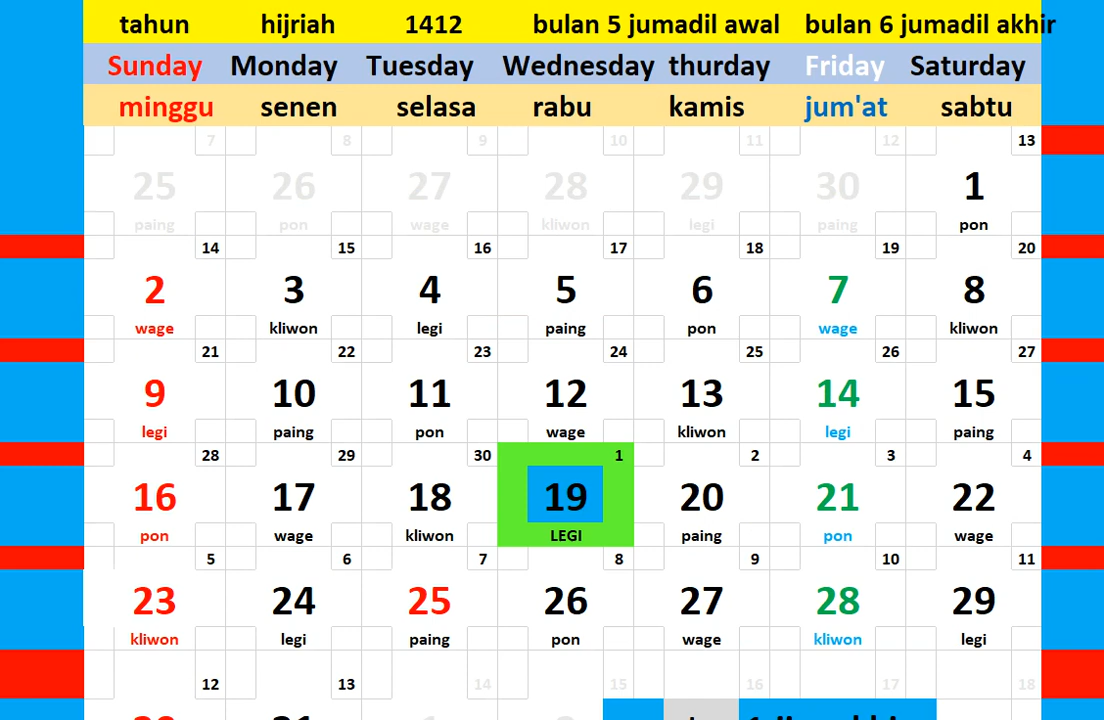 tahun hijriah 1412 bulan 5 jumadil awal bulan 6 jumadil akhir
Sunday Monday Tuesday Wednesday thurday Friday Saturday
minggu senen selasa rabu kamis jum'at sabtu
7 8 9 10 11 12 13
25 26 27 28 29 30 1
paing pon wage kliwon legi paing pon
14 15 16 17 18 19 20
2 3 4 5 6 7 8
wage kliwon legi paing pon wage kliwon
21 22 23 24 25 26 27
9 10 11 12 13 14 15
legi paing pon wage kliwon legi paing
28 29 30 1 2 3 4
16 17 18 19 20 21 22
pon wage kliwon LEGI paing pon wage
5 6 7 8 9 10 11
23 24 25 26 27 28 29
kliwon legi paing pon wage kliwon legi
12 13 14 15 16 17 18